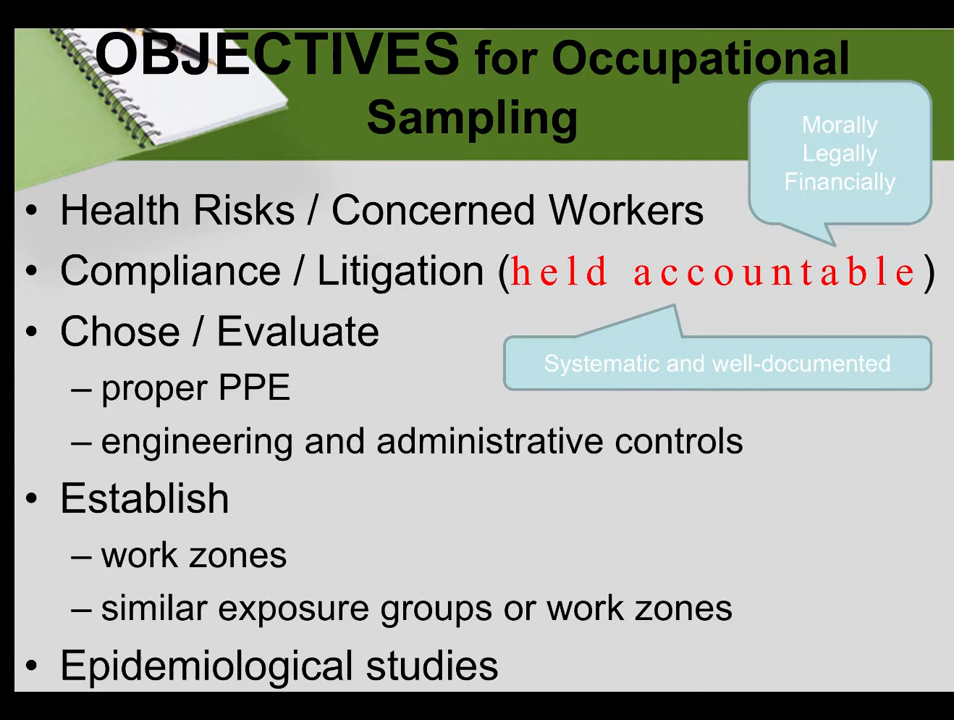 OBJECTIVES for Occupational
Sampling
Morally
Legally
Financially
• Health Risks / Concerned Workers
• Compliance / Litigation (held accountable)
• Chose / Evaluate
Systematic and well-documented
– proper PPE
– engineering and administrative controls
• Establish
– work zones
– similar exposure groups or work zones
• Epidemiological studies